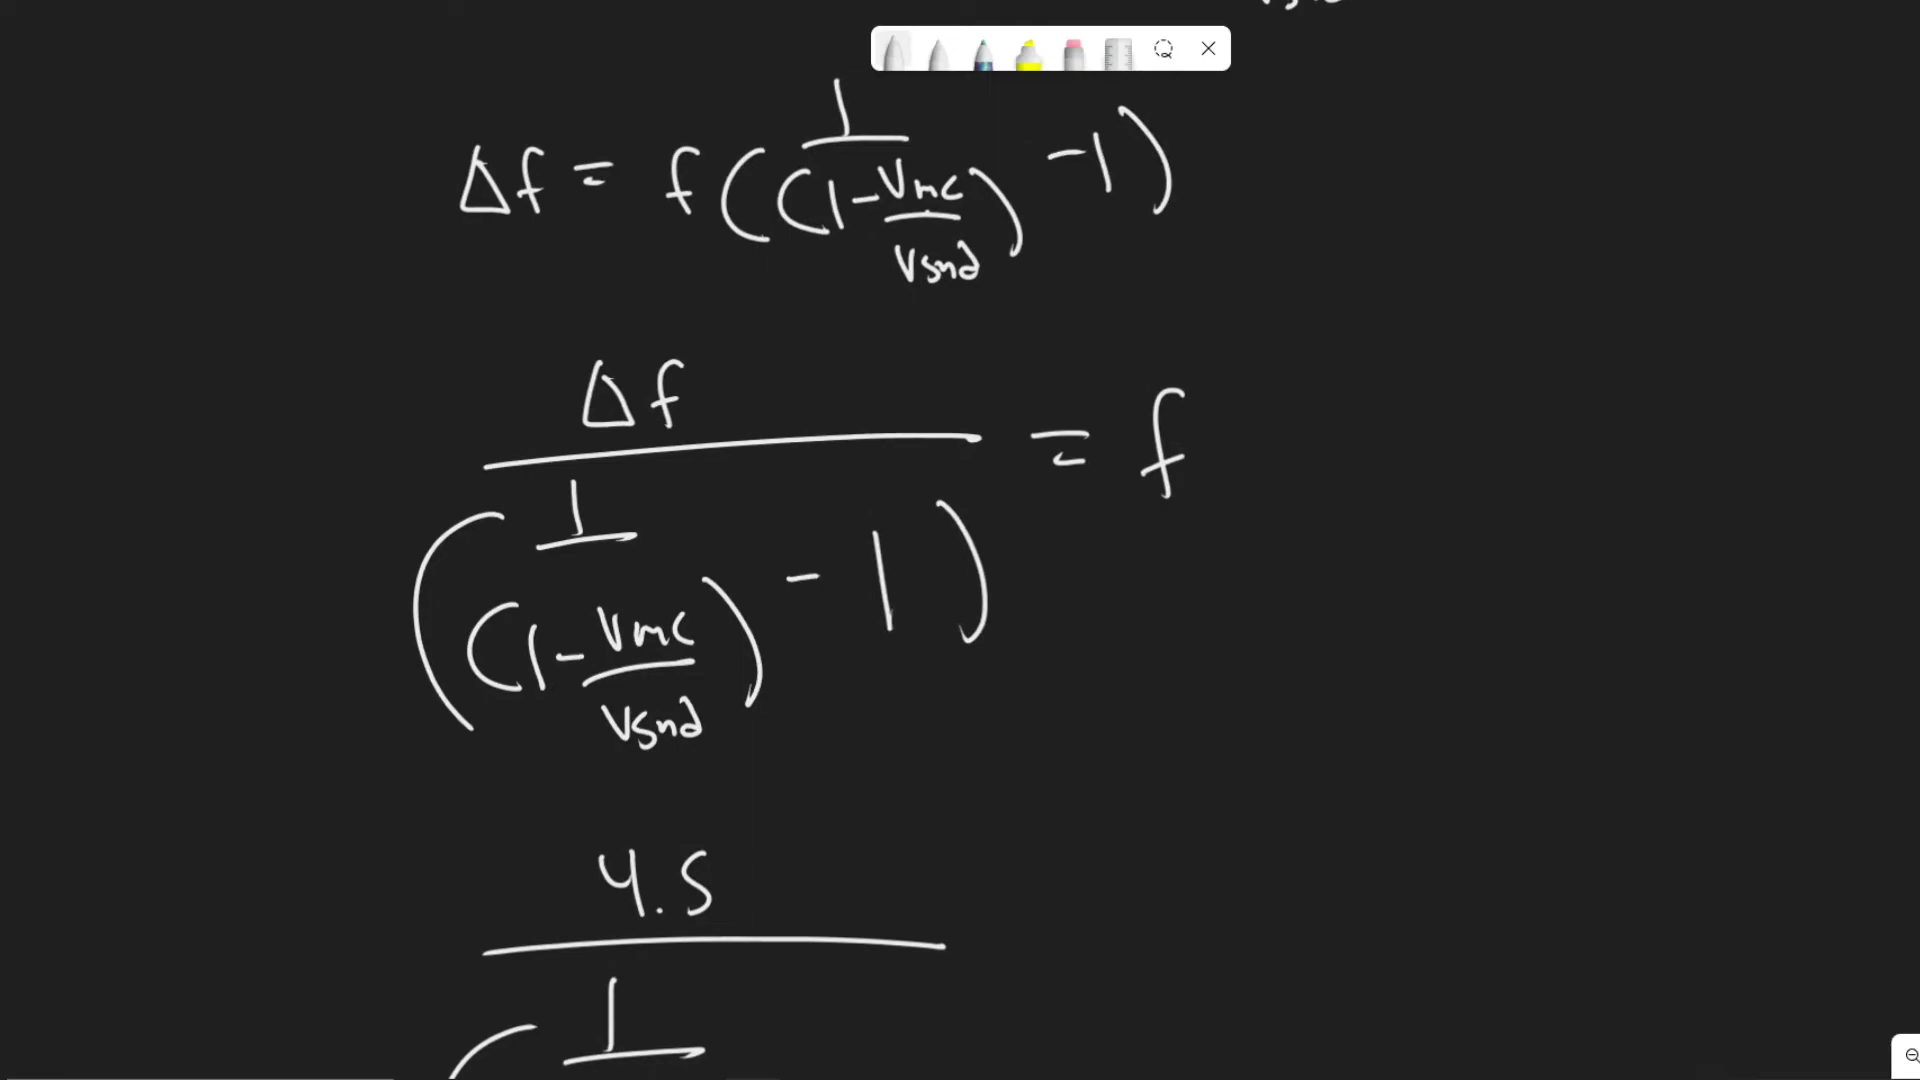 Δf = f(1/(1-Vmc/Vsnd) -1)
Δf/(1/(1-Vmc/Vsnd) - 1) = f
4.5
1